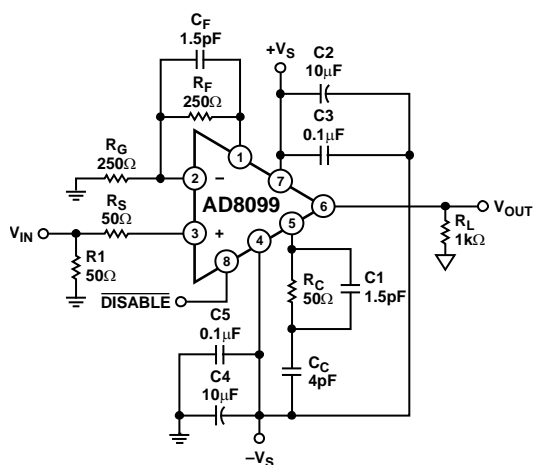 CF
1.5pF
RF
250Ω
+VS
C2
10µF
C3
0.1µF
RG
250Ω
1
7
2
–
AD8099
6
VOUT
RS
50Ω
VIN
3
+
5
4
8
RL
1kΩ
R1
50Ω
DISABLE
RC
50Ω
C1
1.5pF
C5
0.1µF
CC
4pF
C4
10µF
–VS